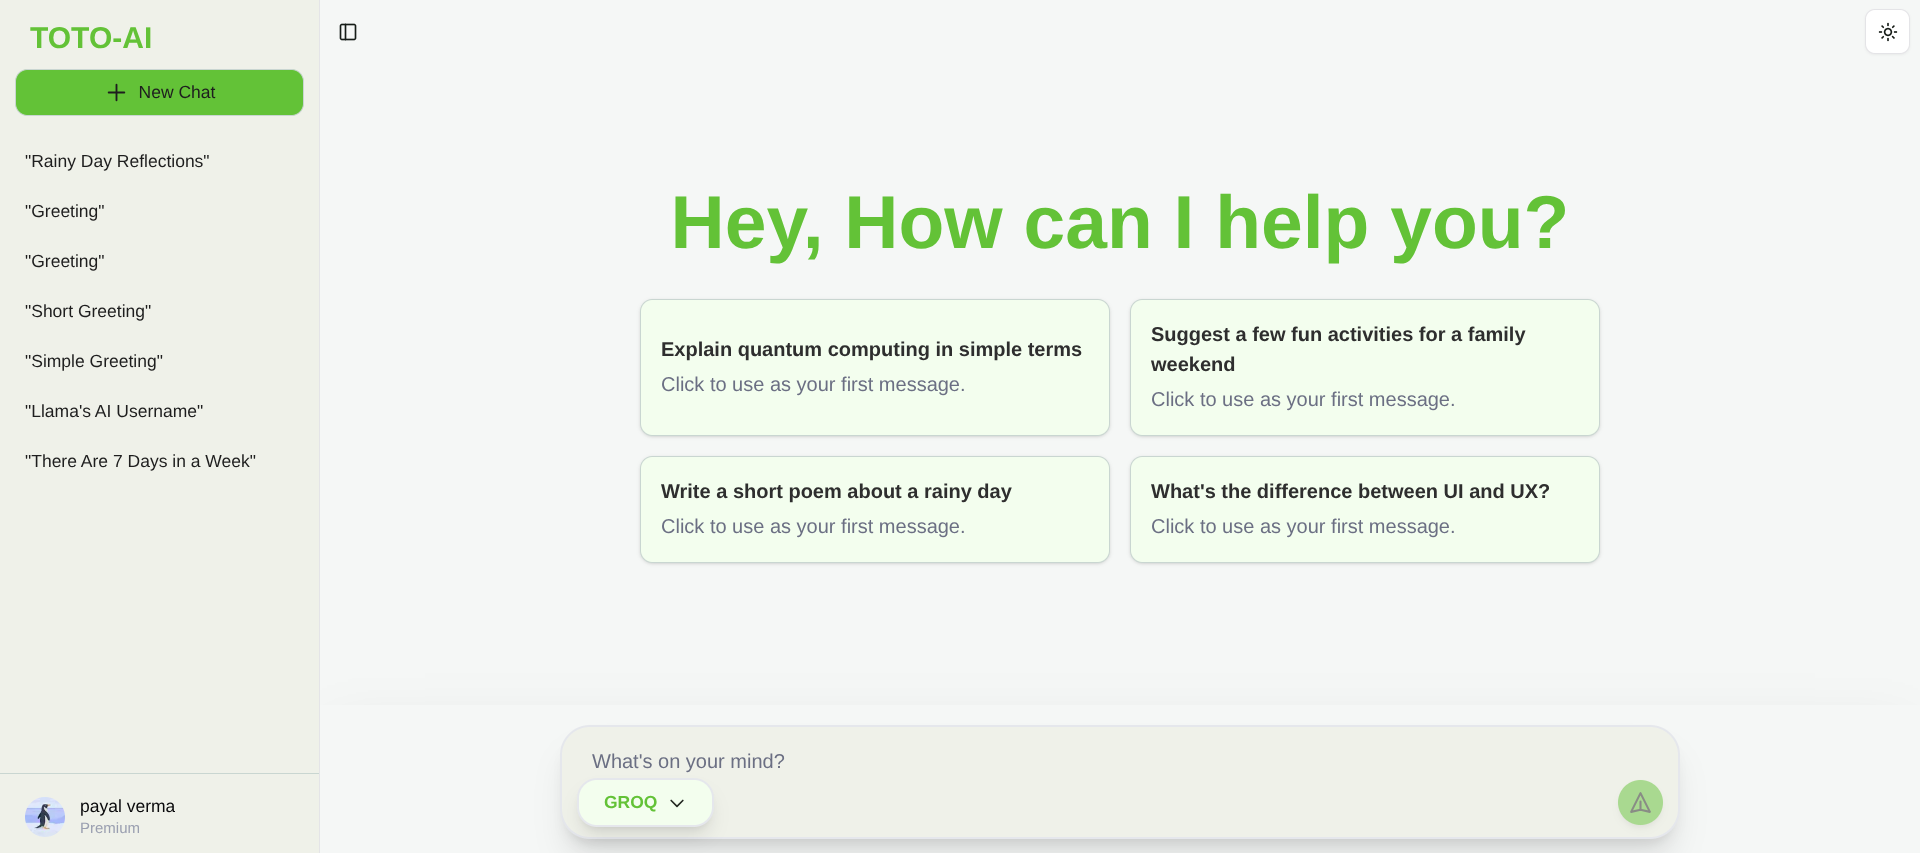 TOTO-AI
New Chat
"Rainy Day Reflections"
"Greeting"
"Greeting"
"Short Greeting"
"Simple Greeting"
"Llama's AI Username"
"There Are 7 Days in a Week"
payal verma
Premium
Hey, How can I help you?
Explain quantum computing in simple terms
Click to use as your first message.
Suggest a few fun activities for a family
weekend
Click to use as your first message.
Write a short poem about a rainy day
Click to use as your first message.
What's the difference between UI and UX?
Click to use as your first message.
What's on your mind?
GROQ